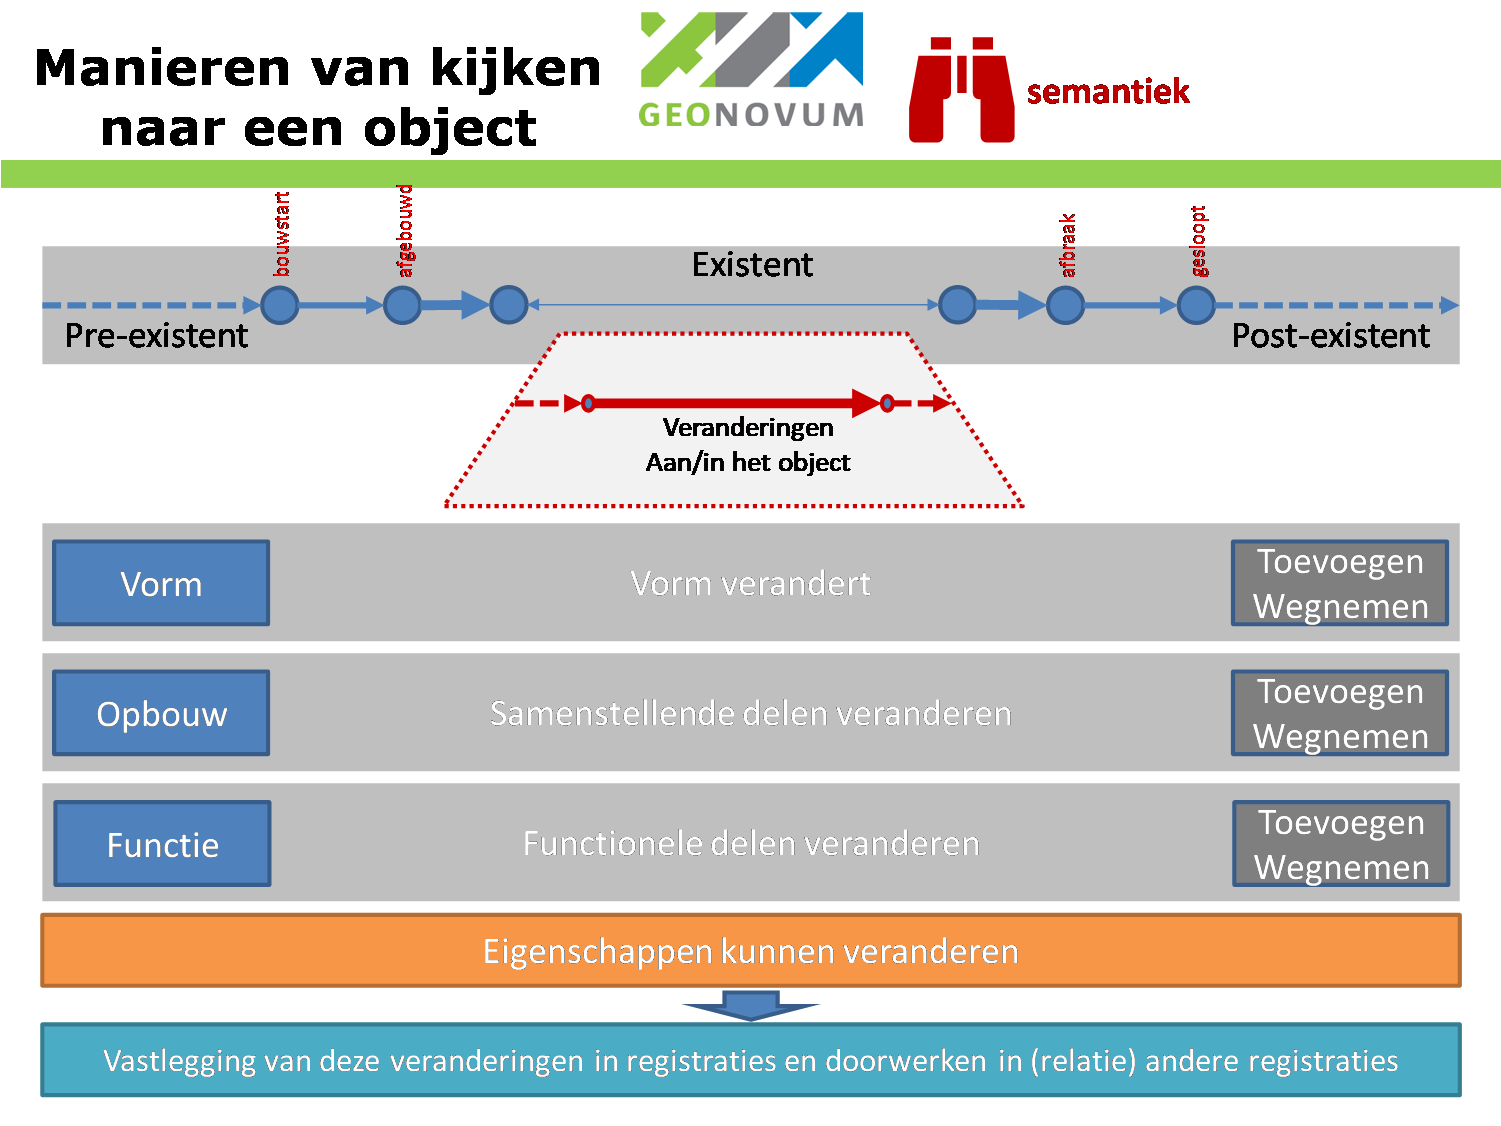 Manieren van kijken
naar een object
GEONOVUM
semantiek
bouwstart
afgebouwd
afbraak
gesloopt
Existent
Pre-existent
Post-existent
Veranderingen
Aan/in het object
Vorm
Vorm verandert
Toevoegen
Wegnemen
Opbouw
Samenstellende delen veranderen
Toevoegen
Wegnemen
Functie
Functionele delen veranderen
Toevoegen
Wegnemen
Eigenschappen kunnen veranderen
Vastlegging van deze veranderingen in registraties en doorwerken in (relatie) andere registraties